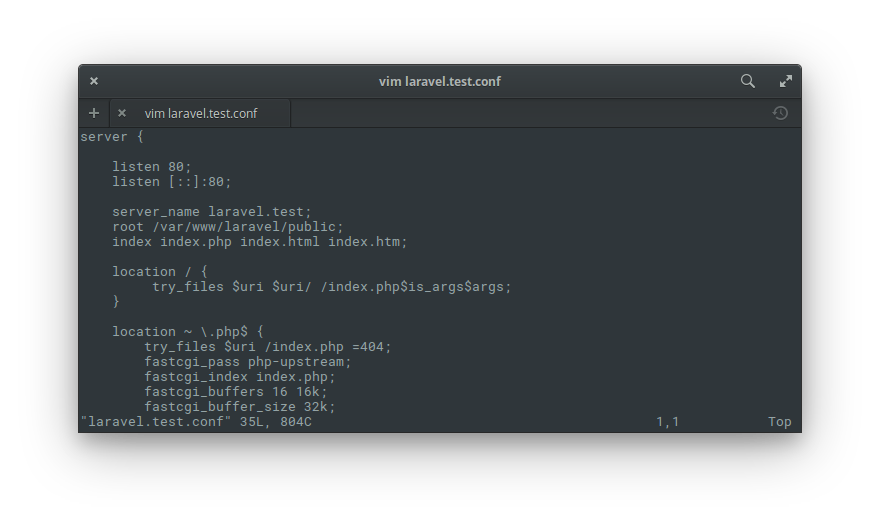 vim laravel.test.conf
vim laravel.test.conf
server {
    listen 80;
    listen [::]:80;
    server_name laravel.test;
    root /var/www/laravel/public;
    index index.php index.html index.htm;
    location / {
         try_files $uri $uri/ /index.php$is_args$args;
    }
    location ~ \.php$ {
        try_files $uri /index.php =404;
        fastcgi_pass php-upstream;
        fastcgi_index index.php;
        fastcgi_buffers 16 16k;
        fastcgi_buffer_size 32k;
"laravel.test.conf" 35L, 804C 1,1 Top